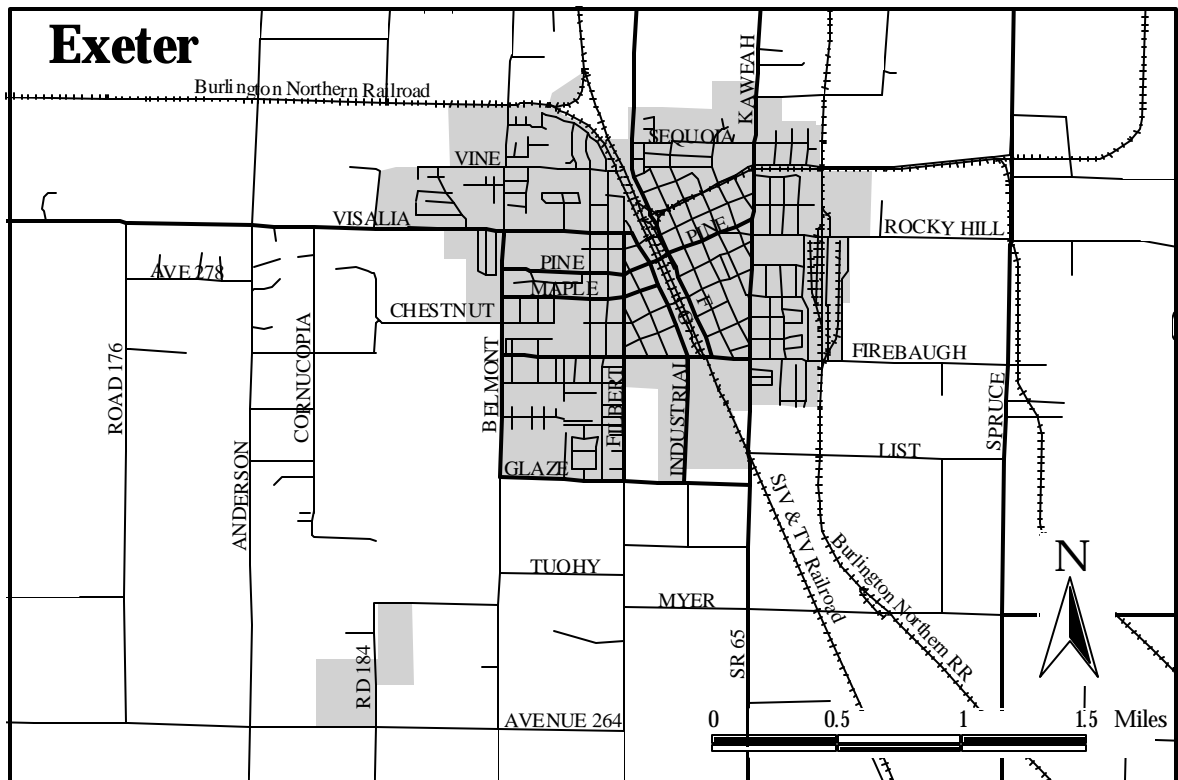 Exeter
Burlington Northern Railroad
KAWEAH
SEQUOIA
VINE
VISALIA
PINE
ROCKY HILL
AVE 278
PINE
MAPLE
E
G
CHESTNUT
CORNUCOPIA
ROAD 176
BELMONT
FILBERT
INDUSTRIAL
FIREBAUGH
SPRUCE
ANDERSON
GLAZE
LIST
SJV & TV Railroad
Burlington Northern RR
N
TUOHY
MYER
SR 65
RD 184
AVENUE 264
0 0.5 1 1.5 Miles